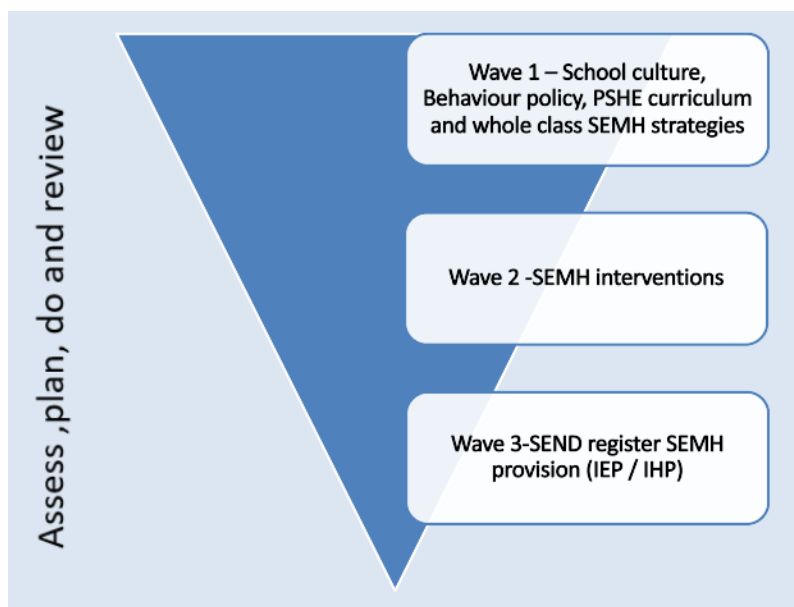 Assess ,plan, do and review
Wave 1 – School culture,
Behaviour policy, PSHE curriculum
and whole class SEMH strategies
Wave 2 -SEMH interventions
Wave 3-SEND register SEMH
provision (IEP / IHP)